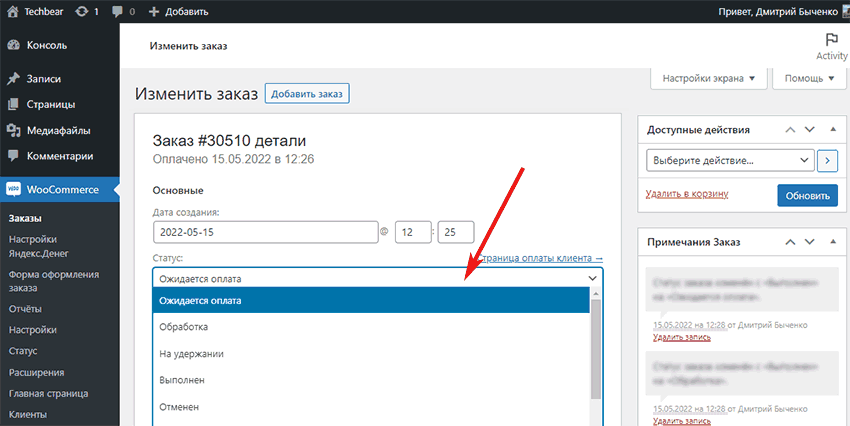 Techbear
1
0
Добавить
Привет, Дмитрий Быченко
Консоль
Записи
Страницы
Медиафайлы
Комментарии
WooCommerce
Заказы
Настройки
Яндекс.Денег
Форма оформления
заказа
Отчёты
Настройки
Статус
Расширения
Главная страница
Клиенты
Изменить заказ
Activity
Настройки экрана
Помощь
Изменить заказ
Добавить заказ
Заказ #30510 детали
Оплачено 15.05.2022 в 12:26
Основные
Дата создания:
2022-05-15 @ 12 : 25
Статус:
Страница оплаты клиента →
Ожидается оплата
Ожидается оплата
Обработка
На удержании
Выполнен
Отменен
Доступные действия
Выберите действие...
Удалить в корзину
Обновить
Примечания Заказ
15.05.2022 на 12:28 от Дмитрий Быченко
Удалить запись
15.05.2022 на 12:28 от Дмитрий Быченко
Удалить запись